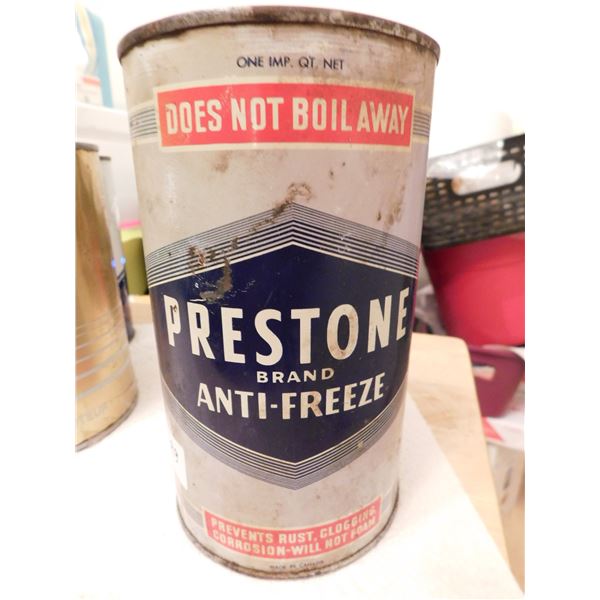 ONE IMP. QT. NET
DOES NOT BOIL AWAY
PRESTONE
BRAND
ANTI-FREEZE
PREVENTS RUST, CLOGGING
CORROSION-WILL NOT FOAM
MADE IN CANADA